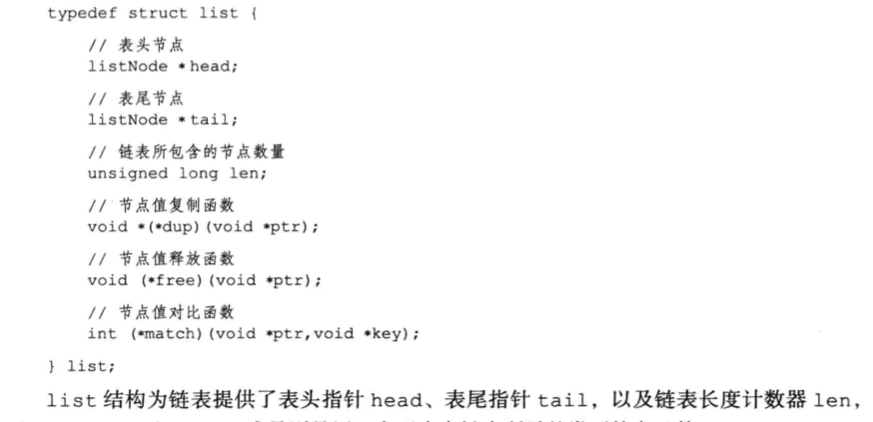 typedef struct list {
// 表头节点
listNode *head;
// 表尾节点
listNode *tail;
// 链表所包含的节点数量
unsigned long len;
// 节点值复制函数
void *(*dup)(void *ptr);
// 节点值释放函数
void (*free)(void *ptr);
// 节点值对比函数
int (*match)(void *ptr,void *key);
} list;
list 结构为链表提供了表头指针 head、表尾指针 tail，以及链表长度计数器 len，